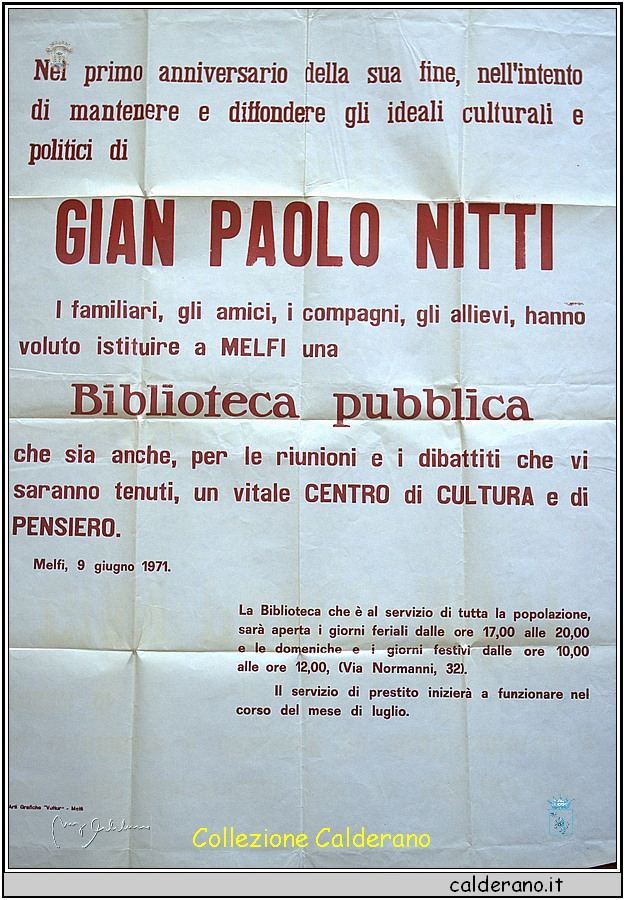 Nel primo anniversario della sua fine, nell'intento
di mantenere e diffondere gli ideali culturali e
politici di
GIAN PAOLO NITTI
I familiari, gli amici, i compagni, gli allievi, hanno
voluto istituire a MELFI una
Biblioteca pubblica
che sia anche, per le riunioni e i dibattiti che vi
saranno tenuti, un vitale CENTRO di CULTURA e di
PENSIERO.
Melfi, 9 giugno 1971.
La Biblioteca che è al servizio di tutta la popolazione,
sarà aperta i giorni feriali dalle ore 17,00 alle 20,00
e le domeniche e i giorni festivi dalle ore 10,00
alle ore 12,00, (Via Normanni, 32).
Il servizio di prestito inizierà a funzionare nel
corso del mese di luglio.
Arti Grafiche "Vultur" - Melfi
Collezione Calderano
calderano.it